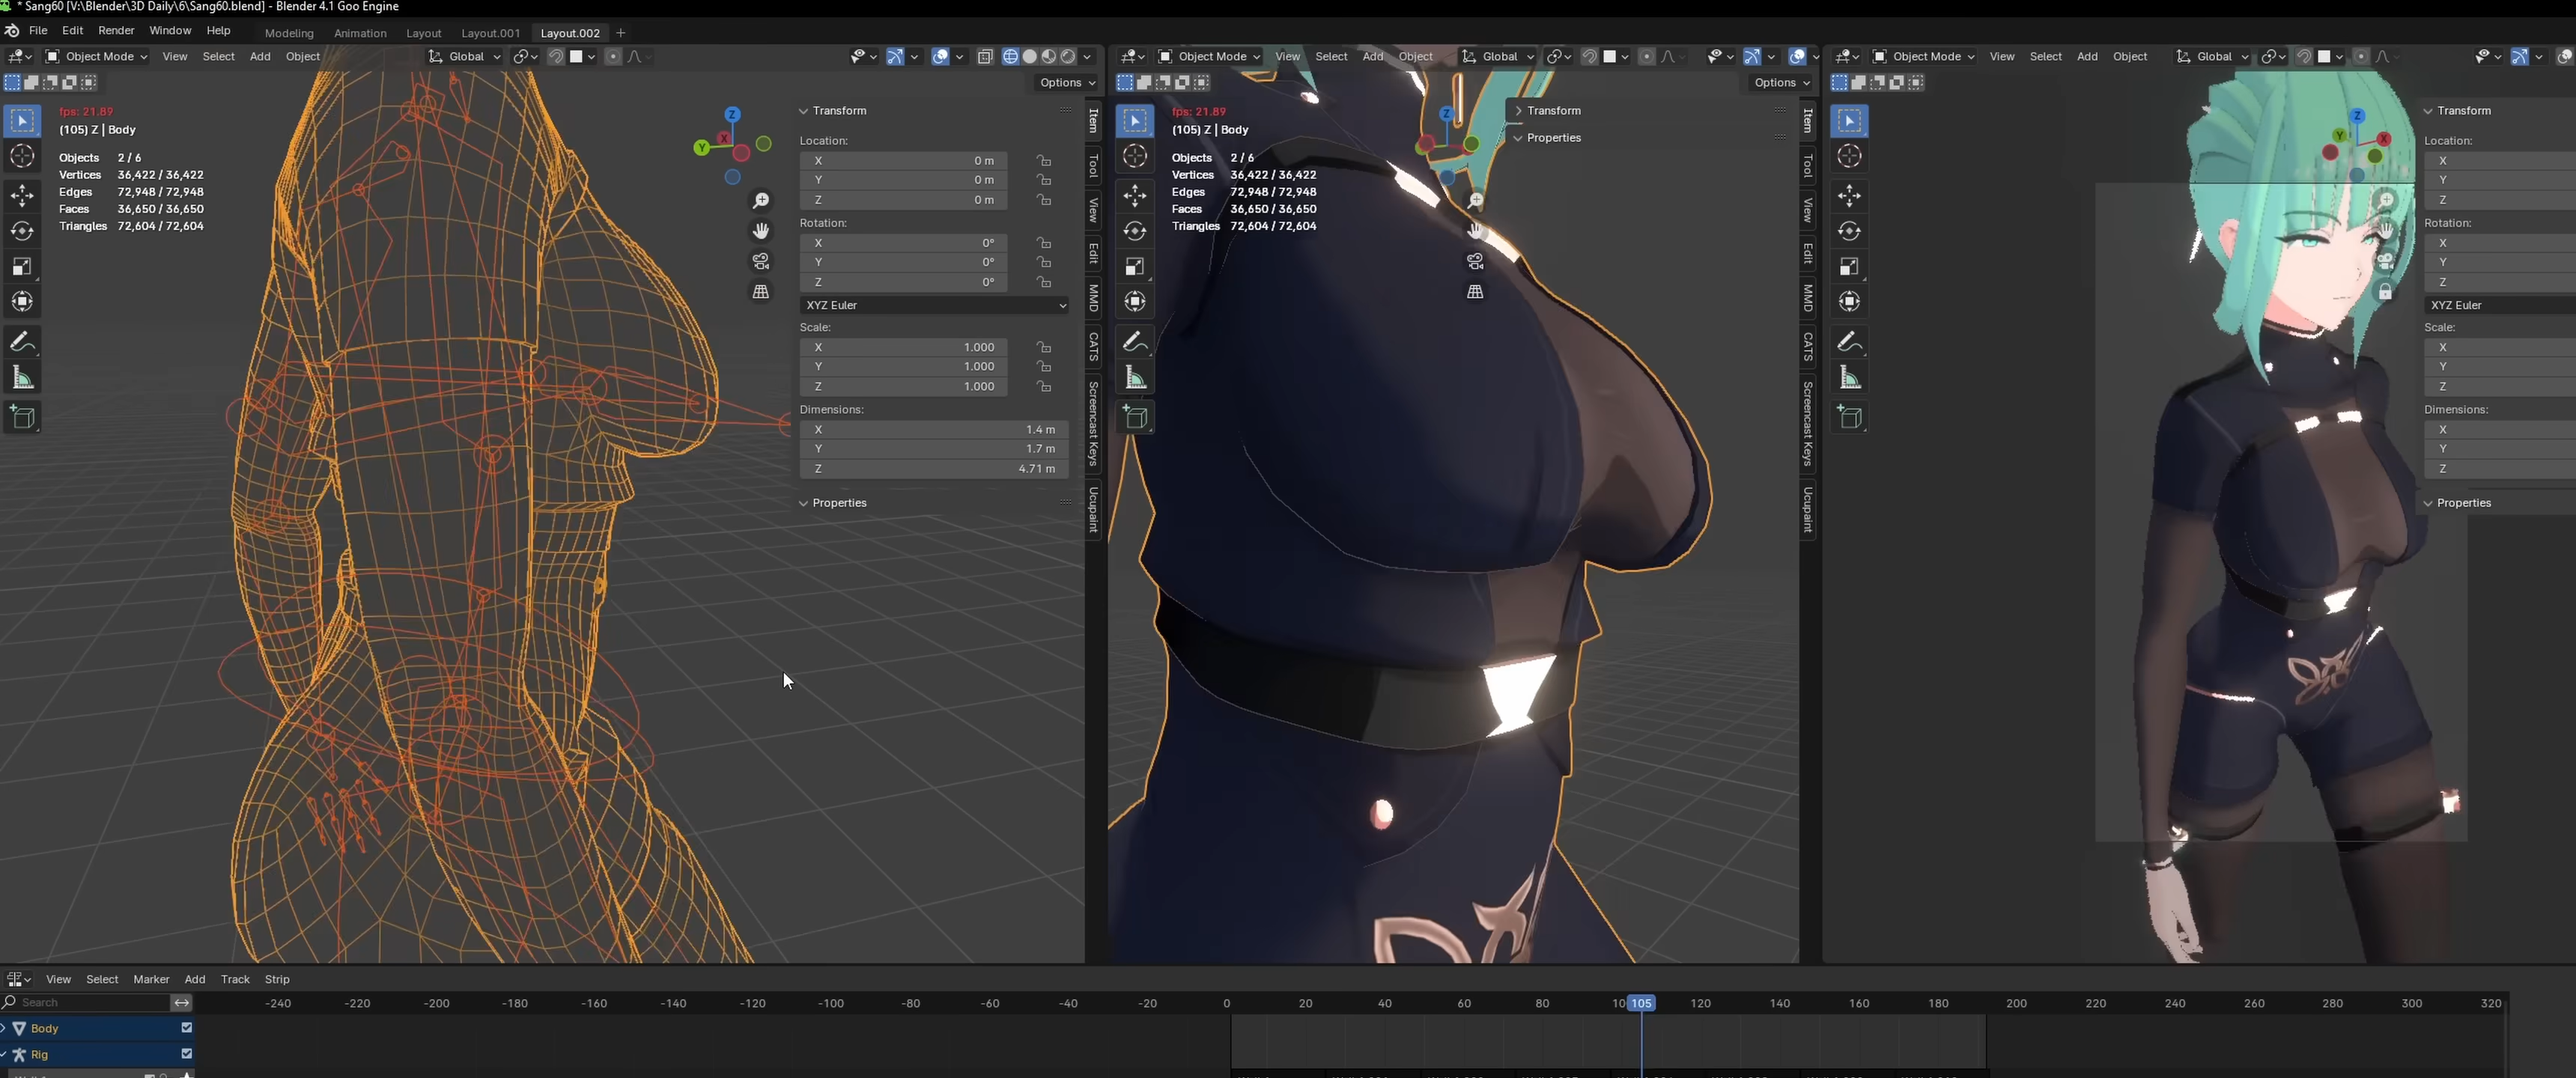 * Sang60 [V:\Blender\3D Daily\6\Sang60.blend] - Blender 4.1 Goo Engine
File Edit Render Window Help Modeling Animation Layout Layout.001 Layout.002 +
Object Mode View Select Add Object Global
Options
fps: 21.89
(105) Z | Body
Objects 2 / 6
Vertices 36,422 / 36,422
Edges 72,948 / 72,948
Faces 36,650 / 36,650
Triangles 72,604 / 72,604
Z
Y
X
Transform
Location:
X 0 m
Y 0 m
Z 0 m
Rotation:
X 0°
Y 0°
Z 0°
XYZ Euler
Scale:
X 1.000
Y 1.000
Z 1.000
Dimensions:
X 1.4 m
Y 1.7 m
Z 4.71 m
Properties
Item
Tool
View
Edit
MMD
CATS
Screencast Keys
Ucupaint
Object Mode View Select Add Object Global
Options
fps: 21.89
(105) Z | Body
Objects 2 / 6
Vertices 36,422 / 36,422
Edges 72,948 / 72,948
Faces 36,650 / 36,650
Triangles 72,604 / 72,604
Z
Transform
Properties
Item
Tool
View
Edit
MMD
CATS
Screencast Keys
Ucupaint
Object Mode View Select Add Object Global
Z
Y
X
Transform
Location:
X
Y
Z
Rotation:
X
Y
Z
XYZ Euler
Scale:
X
Y
Z
Dimensions:
X
Y
Z
Properties
View Select Marker Add Track Strip
Search
-240 -220 -200 -180 -160 -140 -120 -100 -80 -60 -40 -20 0 20 40 60 80 10 105 120 140 160 180 200 220 240 260 280 300 320
Body
Rig